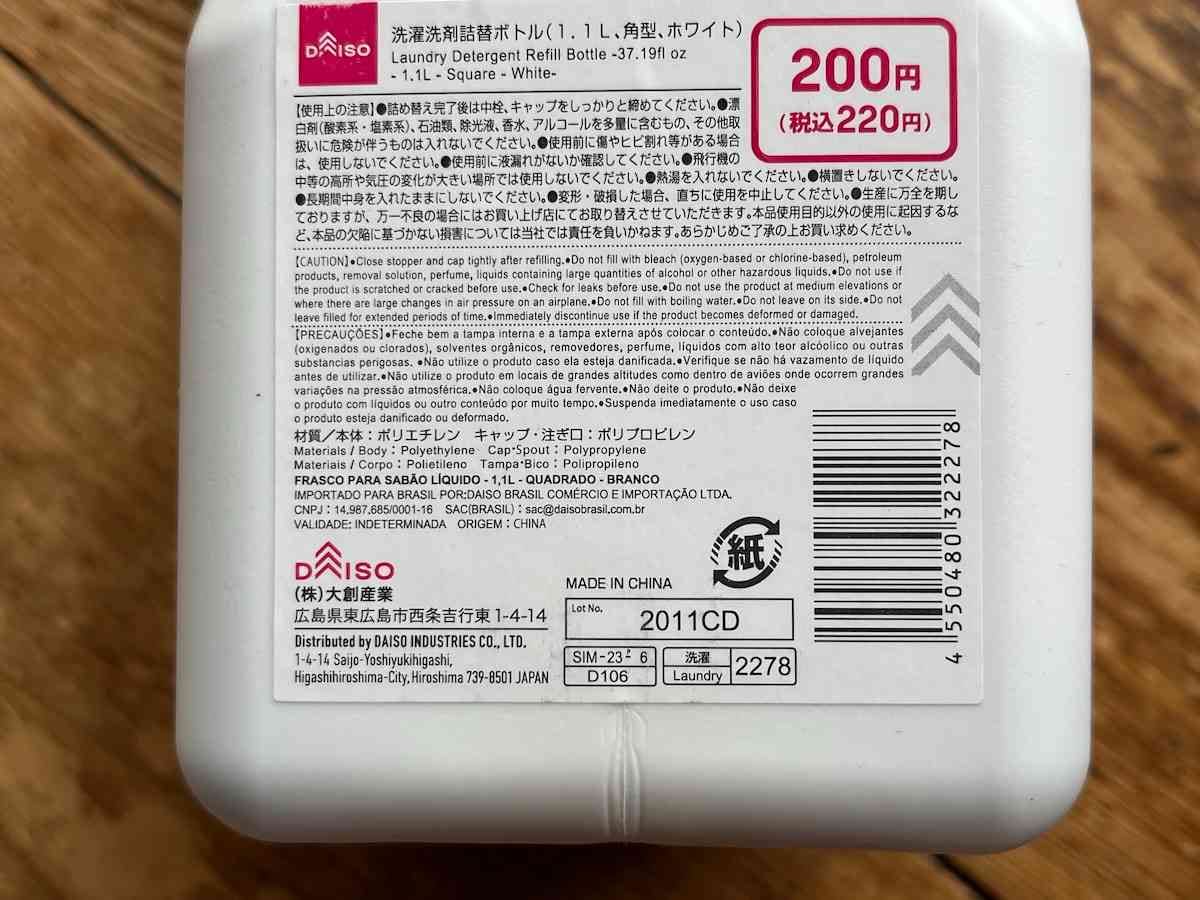 DAISO
洗濯洗剤詰替ボトル(1.1L、角型、ホワイト)
Laundry Detergent Refill Bottle -37.19fl oz
- 1.1L - Square - White-
200円
(税込220円)
【使用上の注意】●詰め替え完了後は中栓、キャップをしっかりと締めてください。●漂
白剤(酸素系・塩素系)、石油類、除光液、香水、アルコールを多量に含むもの、その他取
扱いに危険が伴うものは入れないでください。●使用前に傷やヒビ割れ等がある場合
は、使用しないでください。●使用前に液漏れがないか確認してください。●飛行機の
中等の高所や気圧の変化が大きい場所では使用しないでください。●熱湯を入れないでください。●横置きしないでください。
●長期間中身を入れたままにしないでください。●変形・破損した場合、直ちに使用を中止してください。●生産に万全を期し
ておりますが、万一不良の場合にはお買い上げ店にてお取り替えさせていただきます。本品使用目的以外の使用に起因するな
ど、本品の欠陥に基づかない損害については当社では責任を負いかねます。あらかじめご了承の上お買い求めください。
【CAUTION】●Close stopper and cap tightly after refilling.●Do not fill with bleach (oxygen-based or chlorine-based), petroleum
products, removal solution, perfume, liquids containing large quantities of alcohol or other hazardous liquids.●Do not use if
the product is scratched or cracked before use.●Check for leaks before use.●Do not use the product at medium elevations or
where there are large changes in air pressure on an airplane.●Do not fill with boiling water.●Do not leave on its side.●Do not
leave filled for extended periods of time.●Immediately discontinue use if the product becomes deformed or damaged.
【PRECAUÇÕES】●Feche bem a tampa interna e a tampa externa após colocar o conteúdo.●Não coloque alvejantes
(oxigenados ou clorados), solventes orgânicos, removedores, perfume, líquidos com alto teor alcóolico ou outras
substancias perigosas. ●Não utilize o produto caso ela esteja danificada.●Verifique se não há vazamento de líquido
antes de utilizar.●Não utilize o produto em locais de grandes altitudes como dentro de aviões onde ocorrem grandes
variações na pressão atmosférica.●Não coloque água fervente.●Não deite o produto.●Não deixe
o produto com líquidos ou outro conteúdo por muito tempo.●Suspenda imediatamente o uso caso
o produto esteja danificado ou deformado.
材質／本体：ポリエチレン キャップ・注ぎ口：ポリプロピレン
Materials / Body：Polyethylene Cap・Spout：Polypropylene
Materiais / Corpo：Polietileno Tampa・Bico：Polipropileno
FRASCO PARA SABÃO LÍQUIDO - 1,1L - QUADRADO - BRANCO
IMPORTADO PARA BRASIL POR:DAISO BRASIL COMÉRCIO E IMPORTAÇÃO LTDA.
CNPJ：14.987.685/0001-16 SAC(BRASIL)：sac@daisobrasil.com.br
VALIDADE: INDETERMINADA ORIGEM：CHINA
DAISO
(株)大創産業
広島県東広島市西条吉行東1-4-14
Distributed by DAISO INDUSTRIES CO., LTD.
1-4-14 Saijo-Yoshiyukihigashi,
Higashihiroshima-City, Hiroshima 739-8501 JAPAN
紙
MADE IN CHINA
Lot No.
2011CD
SIM-23 6
D106
洗濯
Laundry
2278
4 550480 322278